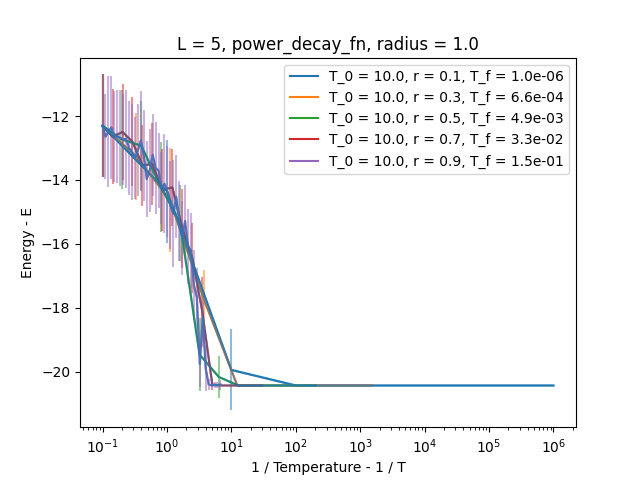 L = 5, power_decay_fn, radius = 1.0
T_0 = 10.0, r = 0.1, T_f = 1.0e-06
T_0 = 10.0, r = 0.3, T_f = 6.6e-04
T_0 = 10.0, r = 0.5, T_f = 4.9e-03
T_0 = 10.0, r = 0.7, T_f = 3.3e-02
T_0 = 10.0, r = 0.9, T_f = 1.5e-01
Energy - E
−12
−14
−16
−18
−20
10⁻¹ 10⁰ 10¹ 10² 10³ 10⁴ 10⁵ 10⁶
1 / Temperature - 1 / T